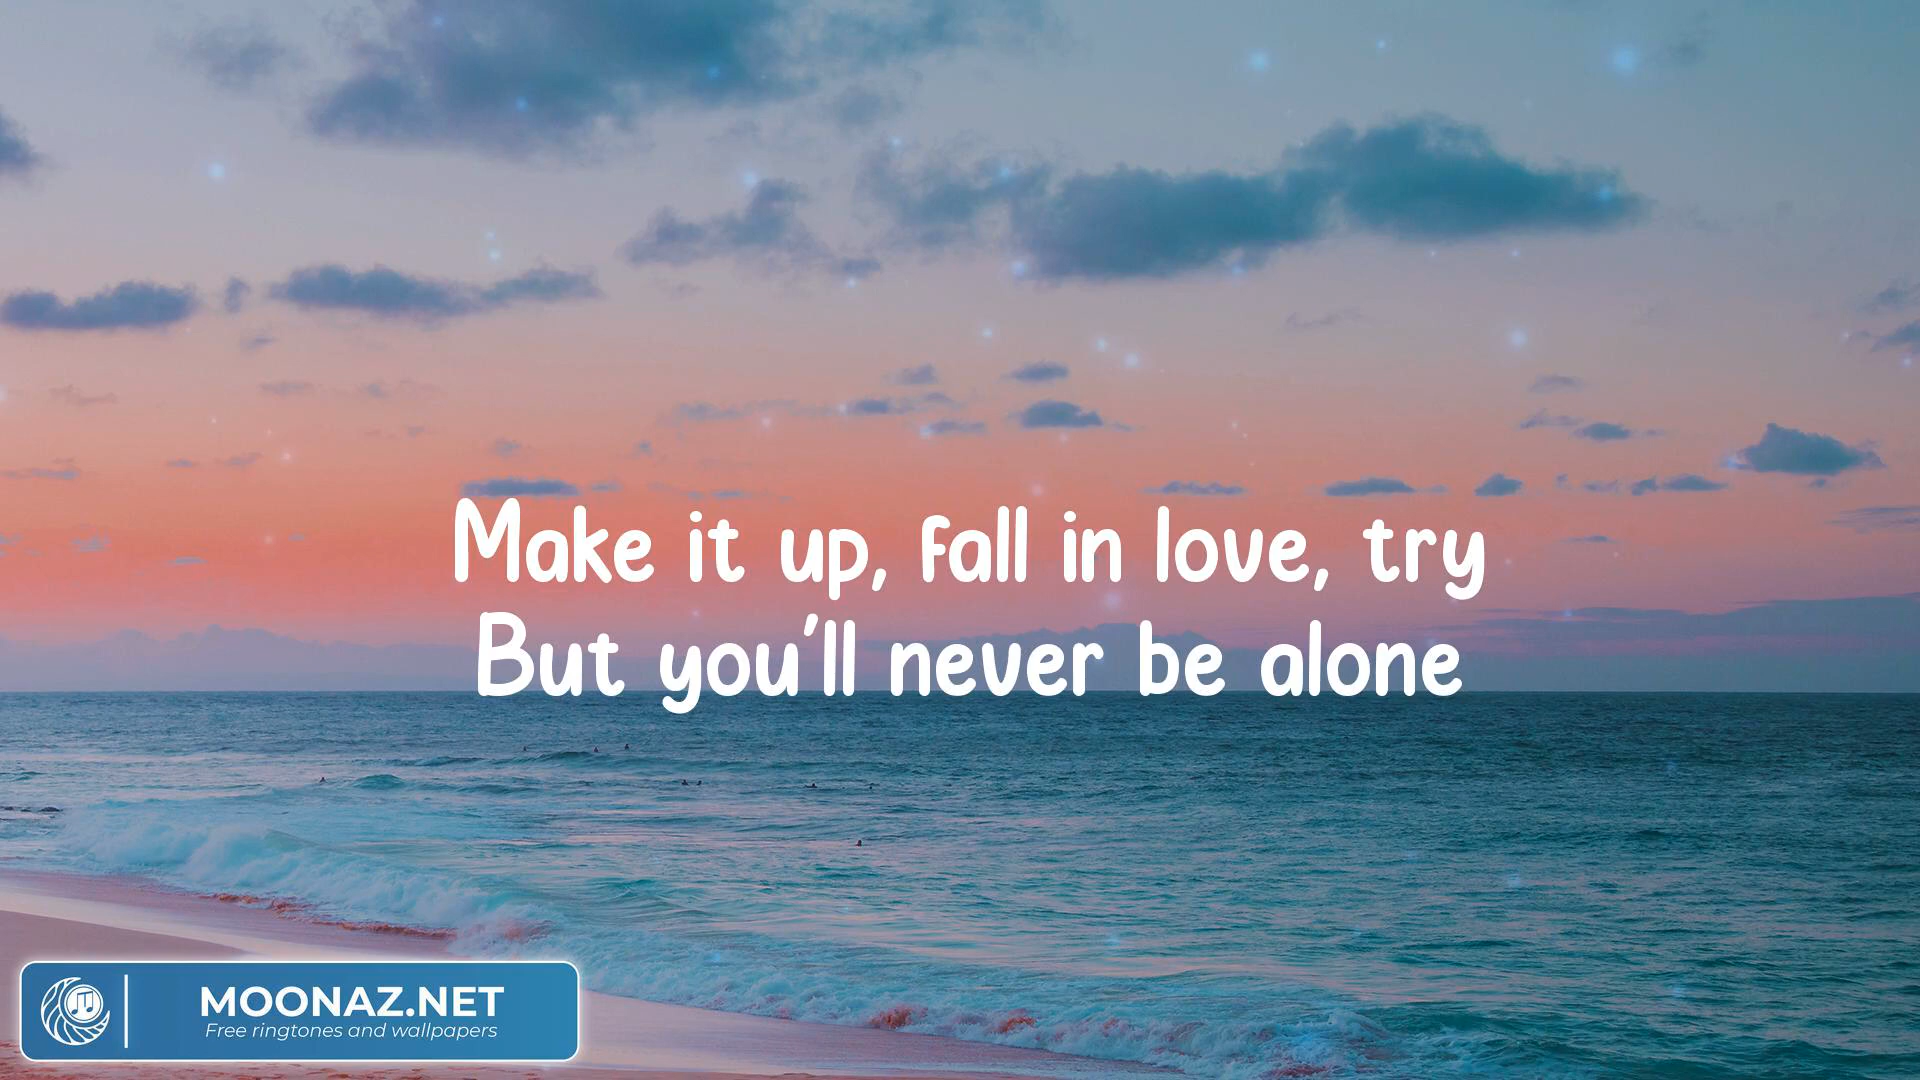 Make it up, fall in love, try
But you'll never be alone
MOONAZ.NET
Free ringtones and wallpapers